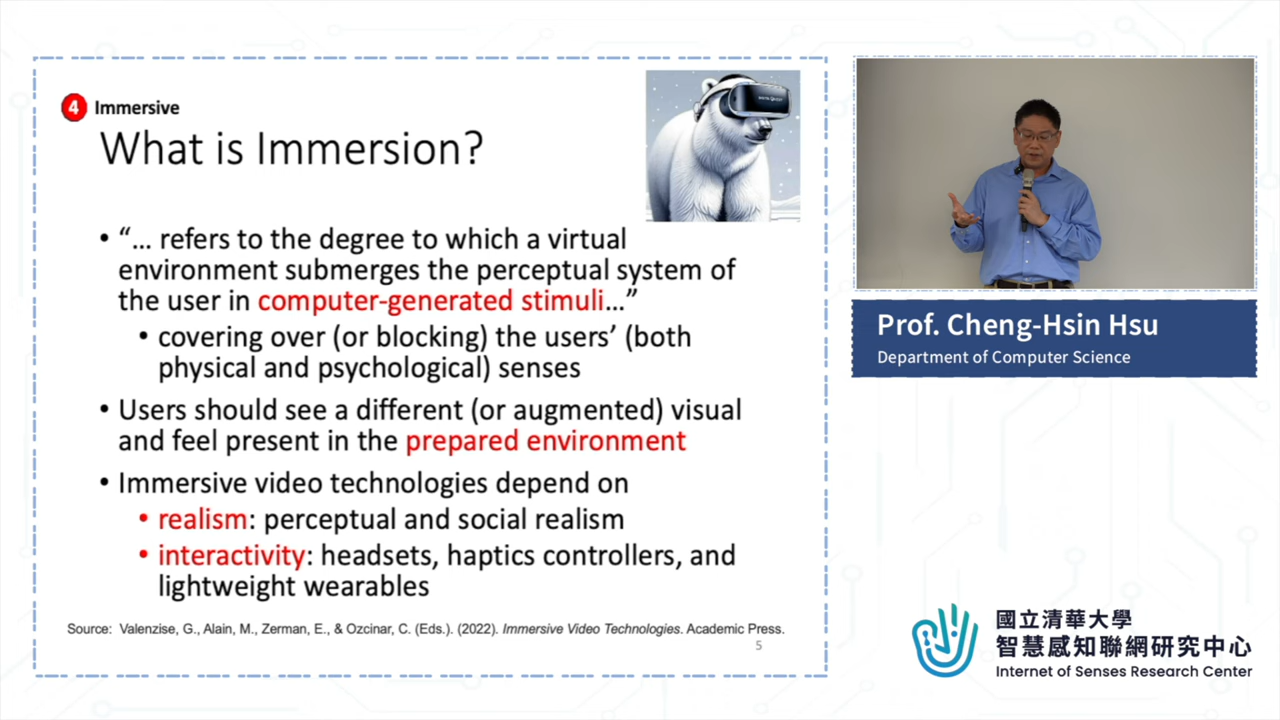 4 Immersive
What is Immersion?
• “... refers to the degree to which a virtual
environment submerges the perceptual system of
the user in computer-generated stimuli...”
• covering over (or blocking) the users’ (both
physical and psychological) senses
• Users should see a different (or augmented) visual
and feel present in the prepared environment
• Immersive video technologies depend on
• realism: perceptual and social realism
• interactivity: headsets, haptics controllers, and
lightweight wearables
Source: Valenzise, G., Alain, M., Zerman, E., & Ozcinar, C. (Eds.). (2022). Immersive Video Technologies. Academic Press.
5
Prof. Cheng-Hsin Hsu
Department of Computer Science
國立清華大學
智慧感知聯網研究中心
Internet of Senses Research Center